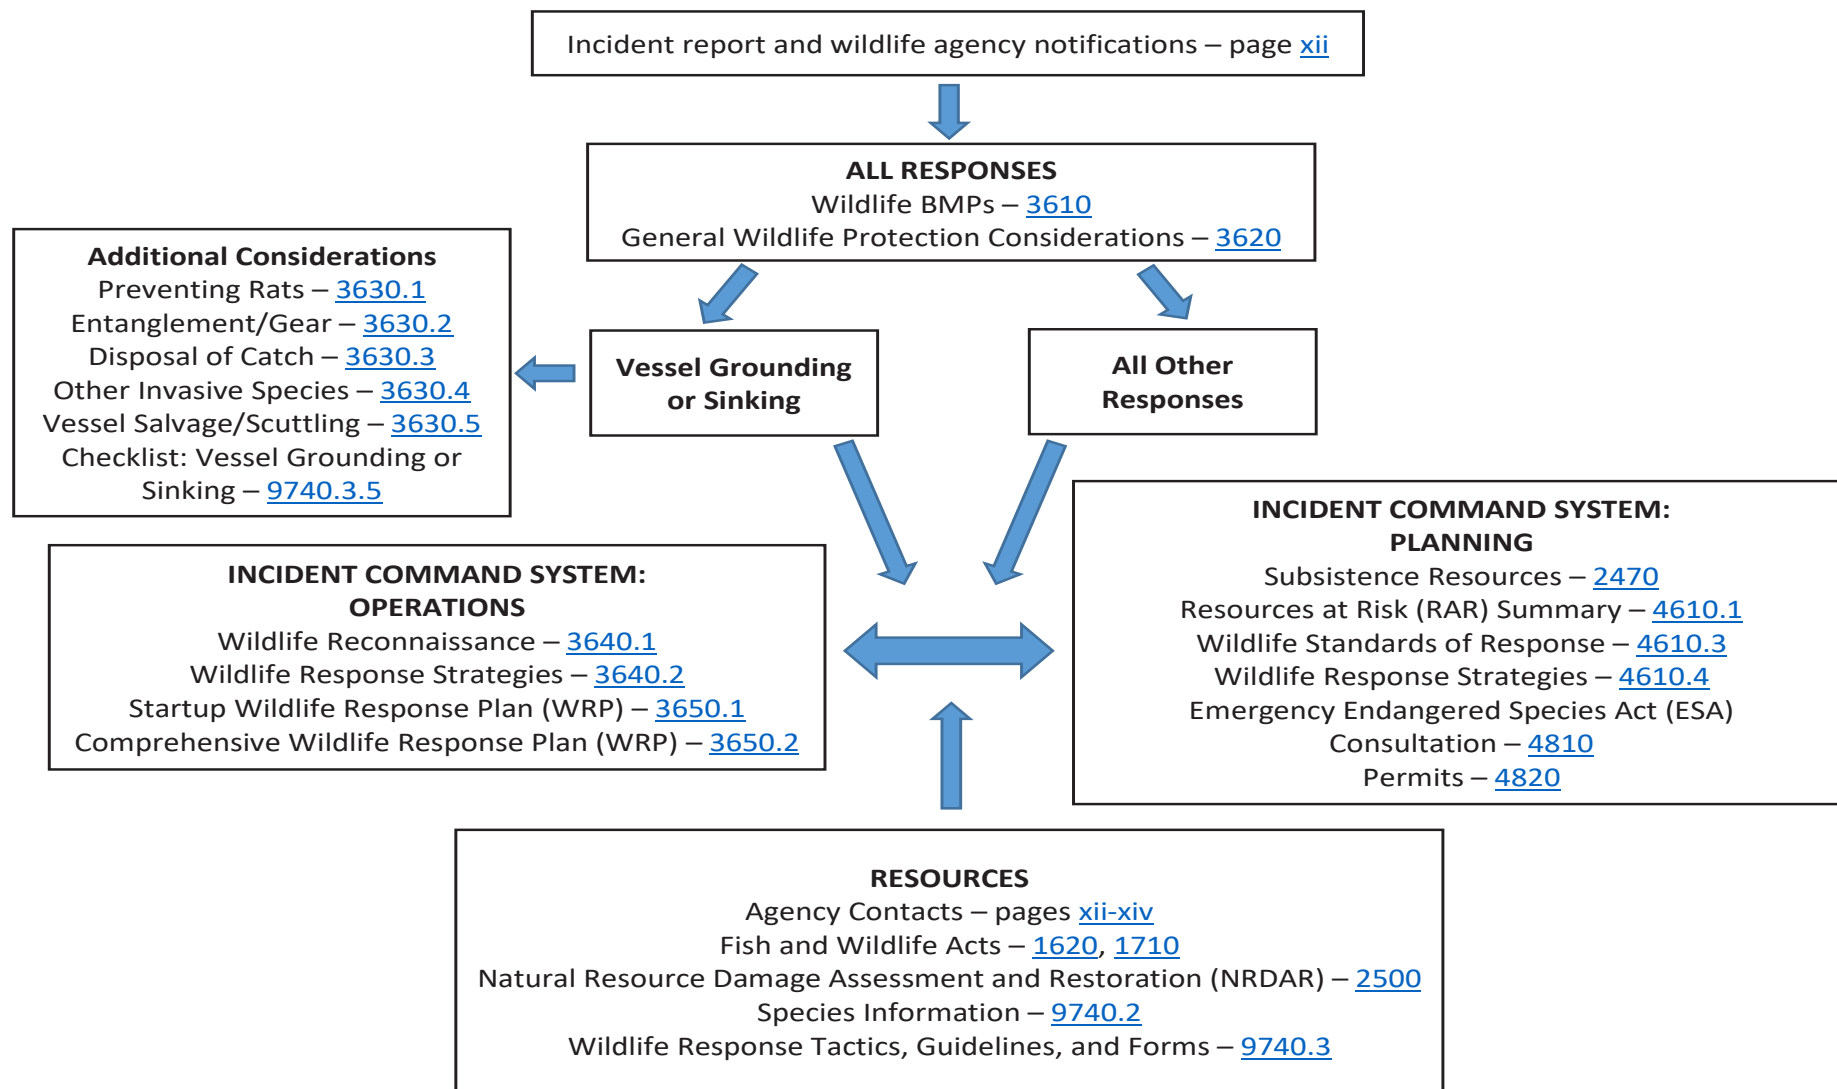 Incident report and wildlife agency notifications – page xii
ALL RESPONSES
Wildlife BMPs – 3610
General Wildlife Protection Considerations – 3620
Additional Considerations
Preventing Rats – 3630.1
Entanglement/Gear – 3630.2
Disposal of Catch – 3630.3
Other Invasive Species – 3630.4
Vessel Salvage/Scuttling – 3630.5
Checklist: Vessel Grounding or
Sinking – 9740.3.5
Vessel Grounding
or Sinking
All Other
Responses
INCIDENT COMMAND SYSTEM:
OPERATIONS
Wildlife Reconnaissance – 3640.1
Wildlife Response Strategies – 3640.2
Startup Wildlife Response Plan (WRP) – 3650.1
Comprehensive Wildlife Response Plan (WRP) – 3650.2
INCIDENT COMMAND SYSTEM:
PLANNING
Subsistence Resources – 2470
Resources at Risk (RAR) Summary – 4610.1
Wildlife Standards of Response – 4610.3
Wildlife Response Strategies – 4610.4
Emergency Endangered Species Act (ESA)
Consultation – 4810
Permits – 4820
RESOURCES
Agency Contacts – pages xii-xiv
Fish and Wildlife Acts – 1620, 1710
Natural Resource Damage Assessment and Restoration (NRDAR) – 2500
Species Information – 9740.2
Wildlife Response Tactics, Guidelines, and Forms – 9740.3